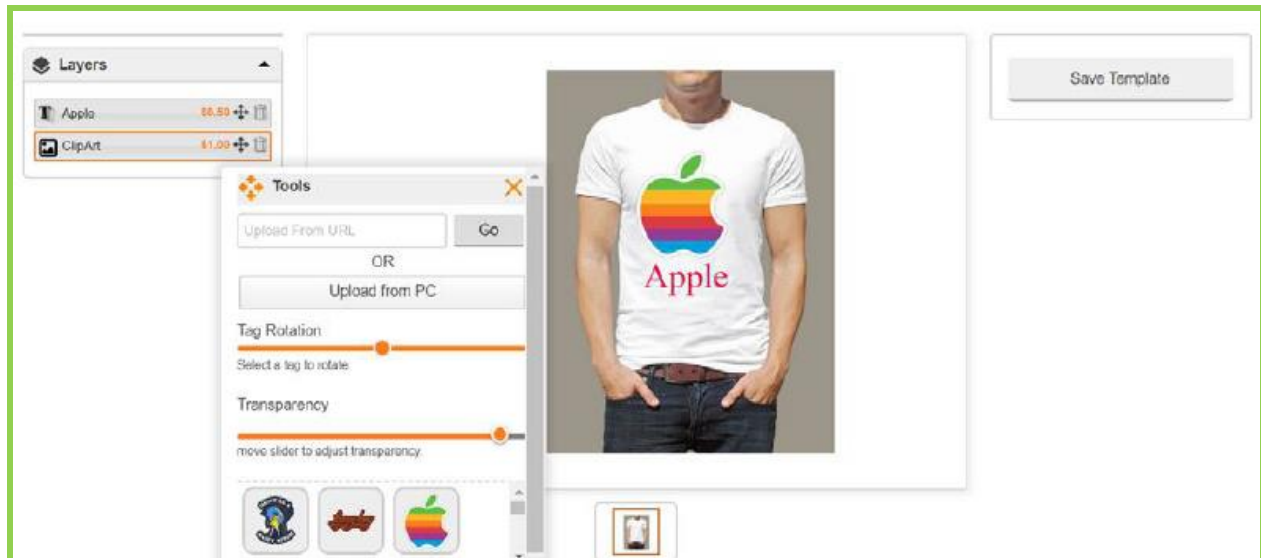 Layers
Save Template
Apple
$0.50
ClipArt
$1.00
Tools
Upload From URL
Go
OR
Upload from PC
Tag Rotation
Select a tag to rotate
Transparency
move slider to adjust transparency.
Apple